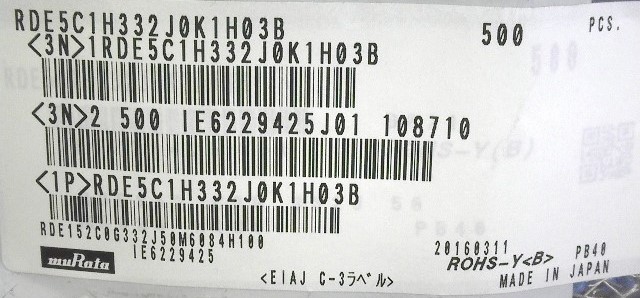 RDE5C1H332J0K1H03B 500 PCS.
<3N>1RDE5C1H332J0K1H03B
<3N>2 500 IE6229425J01 108710
<1P>RDE5C1H332J0K1H03B
RDE152C0G332J50M6084H100
IE6229425
muRata
20160311
ROHS-Y<B> PB40
<EIAJ C-3ラベル> MADE IN JAPAN